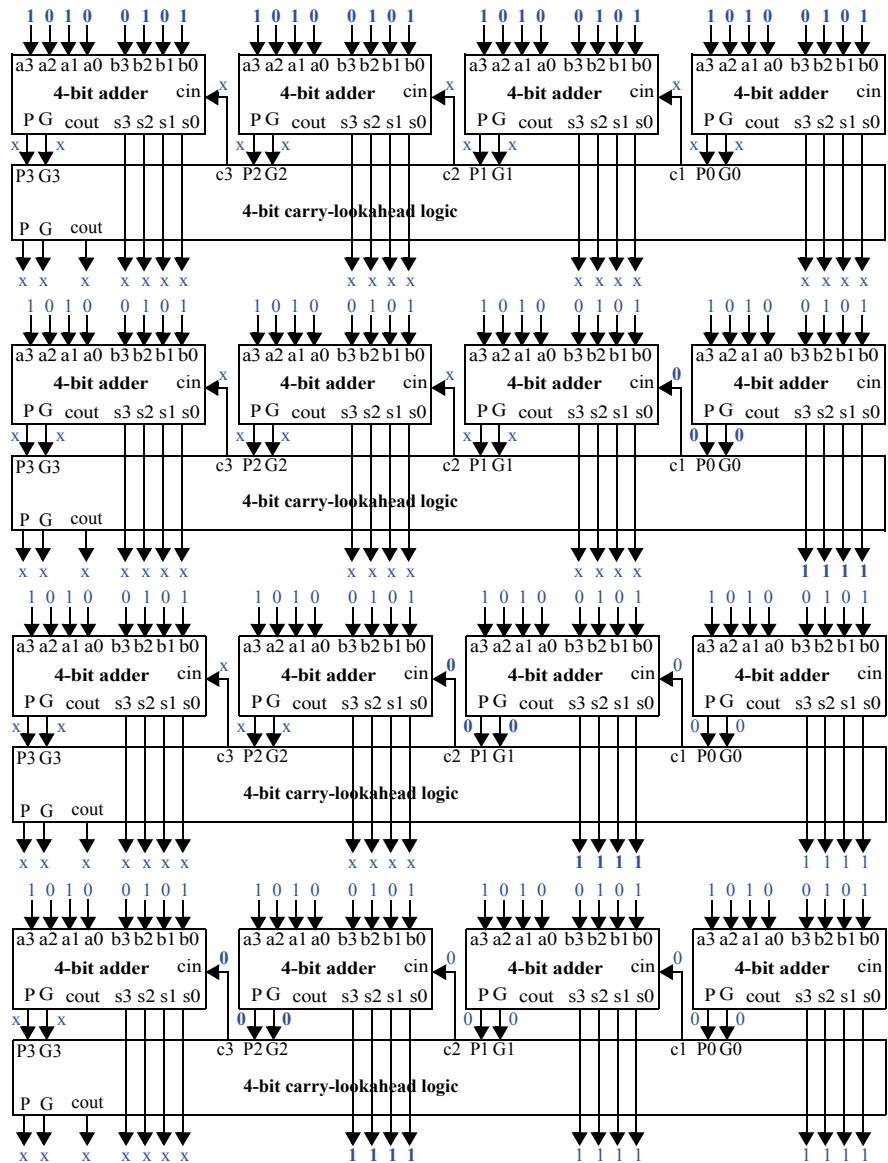 1 0 1 0 0 1 0 1 1 0 1 0 0 1 0 1 1 0 1 0 0 1 0 1 1 0 1 0 0 1 0 1
a3 a2 a1 a0 b3 b2 b1 b0 a3 a2 a1 a0 b3 b2 b1 b0 a3 a2 a1 a0 b3 b2 b1 b0 a3 a2 a1 a0 b3 b2 b1 b0
4-bit adder cin x 4-bit adder cin x 4-bit adder cin x 4-bit adder
P G cout s3 s2 s1 s0 P G cout s3 s2 s1 s0 P G cout s3 s2 s1 s0 P G cout s3 s2 s1 s0
x x x x x x x x
P3 G3 c3 P2 G2 c2 P1 G1 c1 P0 G0
4-bit carry-lookahead logic
P G cout
x x x x x x x x x x x x x x x x x x x
1 0 1 0 0 1 0 1 1 0 1 0 0 1 0 1 1 0 1 0 0 1 0 1 1 0 1 0 0 1 0 1
a3 a2 a1 a0 b3 b2 b1 b0 a3 a2 a1 a0 b3 b2 b1 b0 a3 a2 a1 a0 b3 b2 b1 b0 a3 a2 a1 a0 b3 b2 b1 b0
4-bit adder cin x 4-bit adder cin x 4-bit adder cin 0 4-bit adder
P G cout s3 s2 s1 s0 P G cout s3 s2 s1 s0 P G cout s3 s2 s1 s0 P G cout s3 s2 s1 s0
x x x x x x 0 0
P3 G3 c3 P2 G2 c2 P1 G1 c1 P0 G0
4-bit carry-lookahead logic
P G cout
x x x x x x x x x x x x x x x 1 1 1 1
1 0 1 0 0 1 0 1 1 0 1 0 0 1 0 1 1 0 1 0 0 1 0 1 1 0 1 0 0 1 0 1
a3 a2 a1 a0 b3 b2 b1 b0 a3 a2 a1 a0 b3 b2 b1 b0 a3 a2 a1 a0 b3 b2 b1 b0 a3 a2 a1 a0 b3 b2 b1 b0
4-bit adder cin x 4-bit adder cin 0 4-bit adder cin 0 4-bit adder
P G cout s3 s2 s1 s0 P G cout s3 s2 s1 s0 P G cout s3 s2 s1 s0 P G cout s3 s2 s1 s0
x x x x 0 0 0 0
P3 G3 c3 P2 G2 c2 P1 G1 c1 P0 G0
4-bit carry-lookahead logic
P G cout
x x x x x x x x x x x 1 1 1 1 1 1 1 1
1 0 1 0 0 1 0 1 1 0 1 0 0 1 0 1 1 0 1 0 0 1 0 1 1 0 1 0 0 1 0 1
a3 a2 a1 a0 b3 b2 b1 b0 a3 a2 a1 a0 b3 b2 b1 b0 a3 a2 a1 a0 b3 b2 b1 b0 a3 a2 a1 a0 b3 b2 b1 b0
4-bit adder cin 0 4-bit adder cin 0 4-bit adder cin 0 4-bit adder
P G cout s3 s2 s1 s0 P G cout s3 s2 s1 s0 P G cout s3 s2 s1 s0 P G cout s3 s2 s1 s0
x x 0 0 0 0 0 0
P3 G3 c3 P2 G2 c2 P1 G1 c1 P0 G0
4-bit carry-lookahead logic
P G cout
x x x x x x x 1 1 1 1 1 1 1 1 1 1 1 1